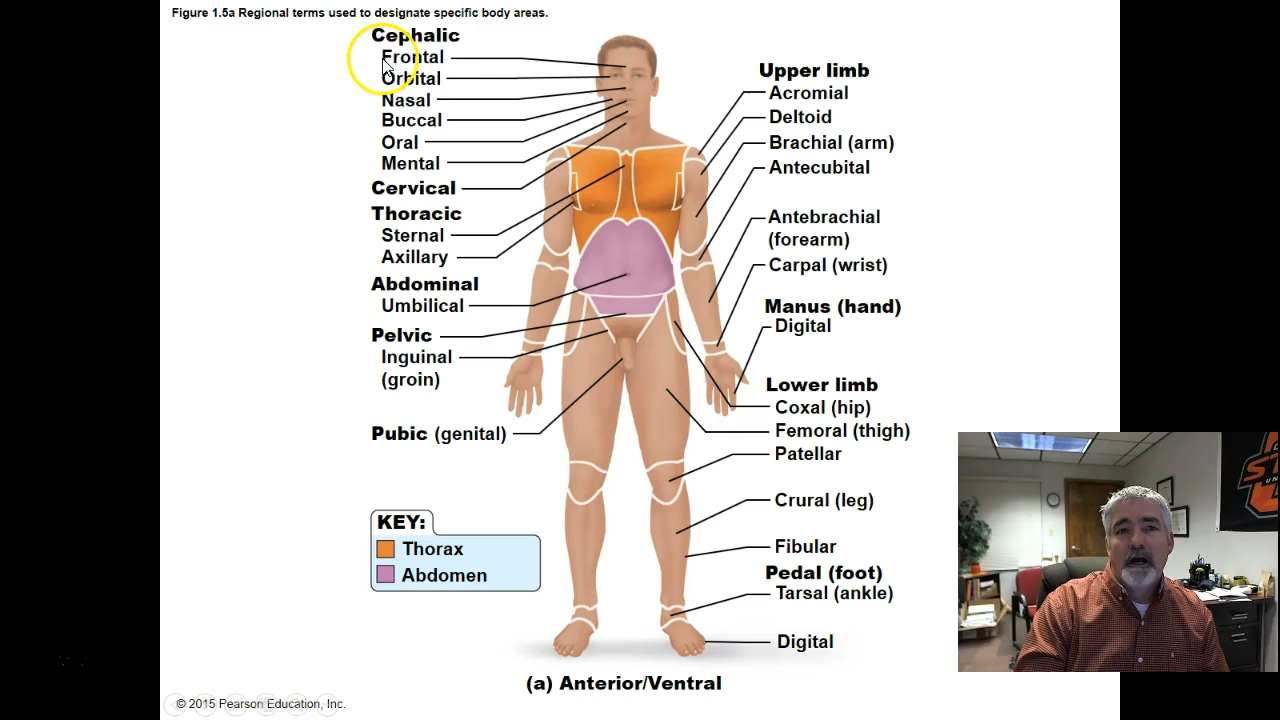 Figure 1.5a Regional terms used to designate specific body areas.
Cephalic
Frontal
Orbital
Nasal
Buccal
Oral
Mental
Cervical
Thoracic
Sternal
Axillary
Abdominal
Umbilical
Pelvic
Inguinal
(groin)
Pubic (genital)
KEY:
Thorax
Abdomen
Upper limb
Acromial
Deltoid
Brachial (arm)
Antecubital
Antebrachial
(forearm)
Carpal (wrist)
Manus (hand)
Digital
Lower limb
Coxal (hip)
Femoral (thigh)
Patellar
Crural (leg)
Fibular
Pedal (foot)
Tarsal (ankle)
Digital
(a) Anterior/Ventral
© 2015 Pearson Education, Inc.